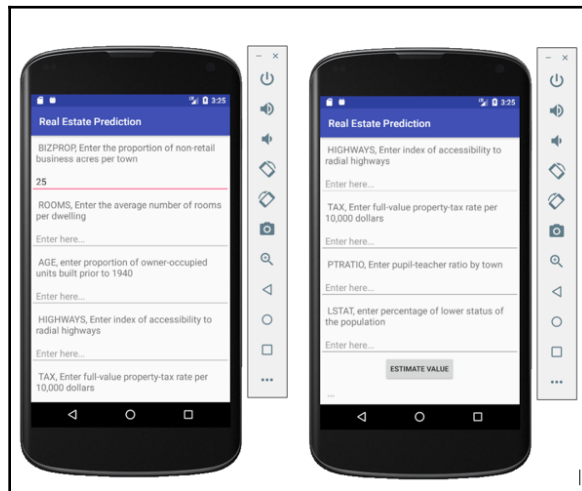 3:25
Real Estate Prediction
BIZPROP, Enter the proportion of non-retail
business acres per town
25
ROOMS, Enter the average number of rooms
per dwelling
Enter here...
AGE, enter proportion of owner-occupied
units built prior to 1940
Enter here...
HIGHWAYS, Enter index of accessibility to
radial highways
Enter here...
TAX, Enter full-value property-tax rate per
10,000 dollars
3:25
Real Estate Prediction
HIGHWAYS, Enter index of accessibility to
radial highways
Enter here...
TAX, Enter full-value property-tax rate per
10,000 dollars
Enter here...
PTRATIO, Enter pupil-teacher ratio by town
Enter here...
LSTAT, enter percentage of lower status of
the population
Enter here...
ESTIMATE VALUE
...